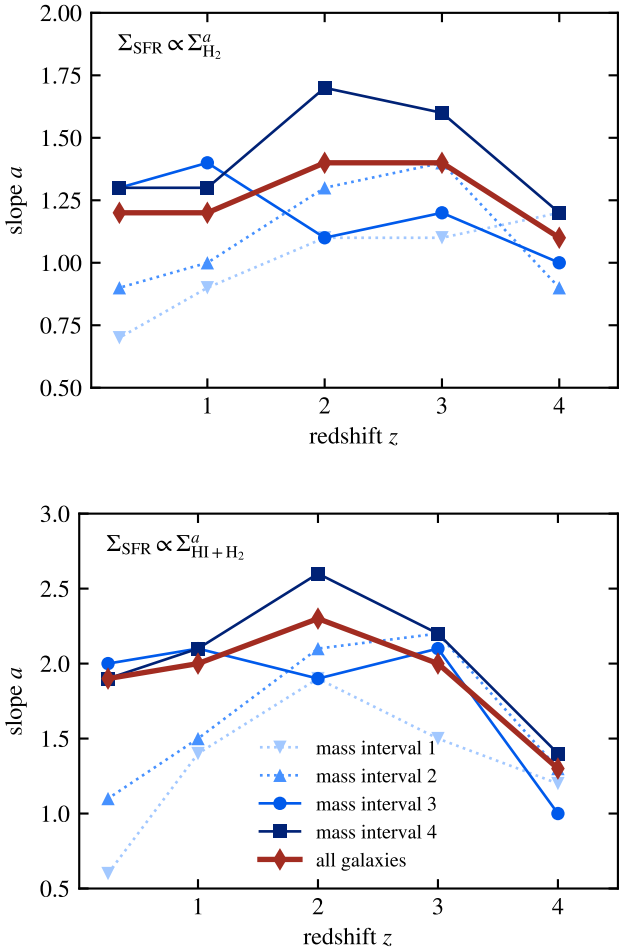 2.00
Σ_SFR ∝ Σ^a_H₂
1.75
1.50
slope a
1.25
1.00
0.75
0.50
1 2 3 4
redshift z
3.0
Σ_SFR ∝ Σ^a_HI + H₂
2.5
2.0
slope a
1.5
1.0
0.5
mass interval 1
mass interval 2
mass interval 3
mass interval 4
all galaxies
1 2 3 4
redshift z